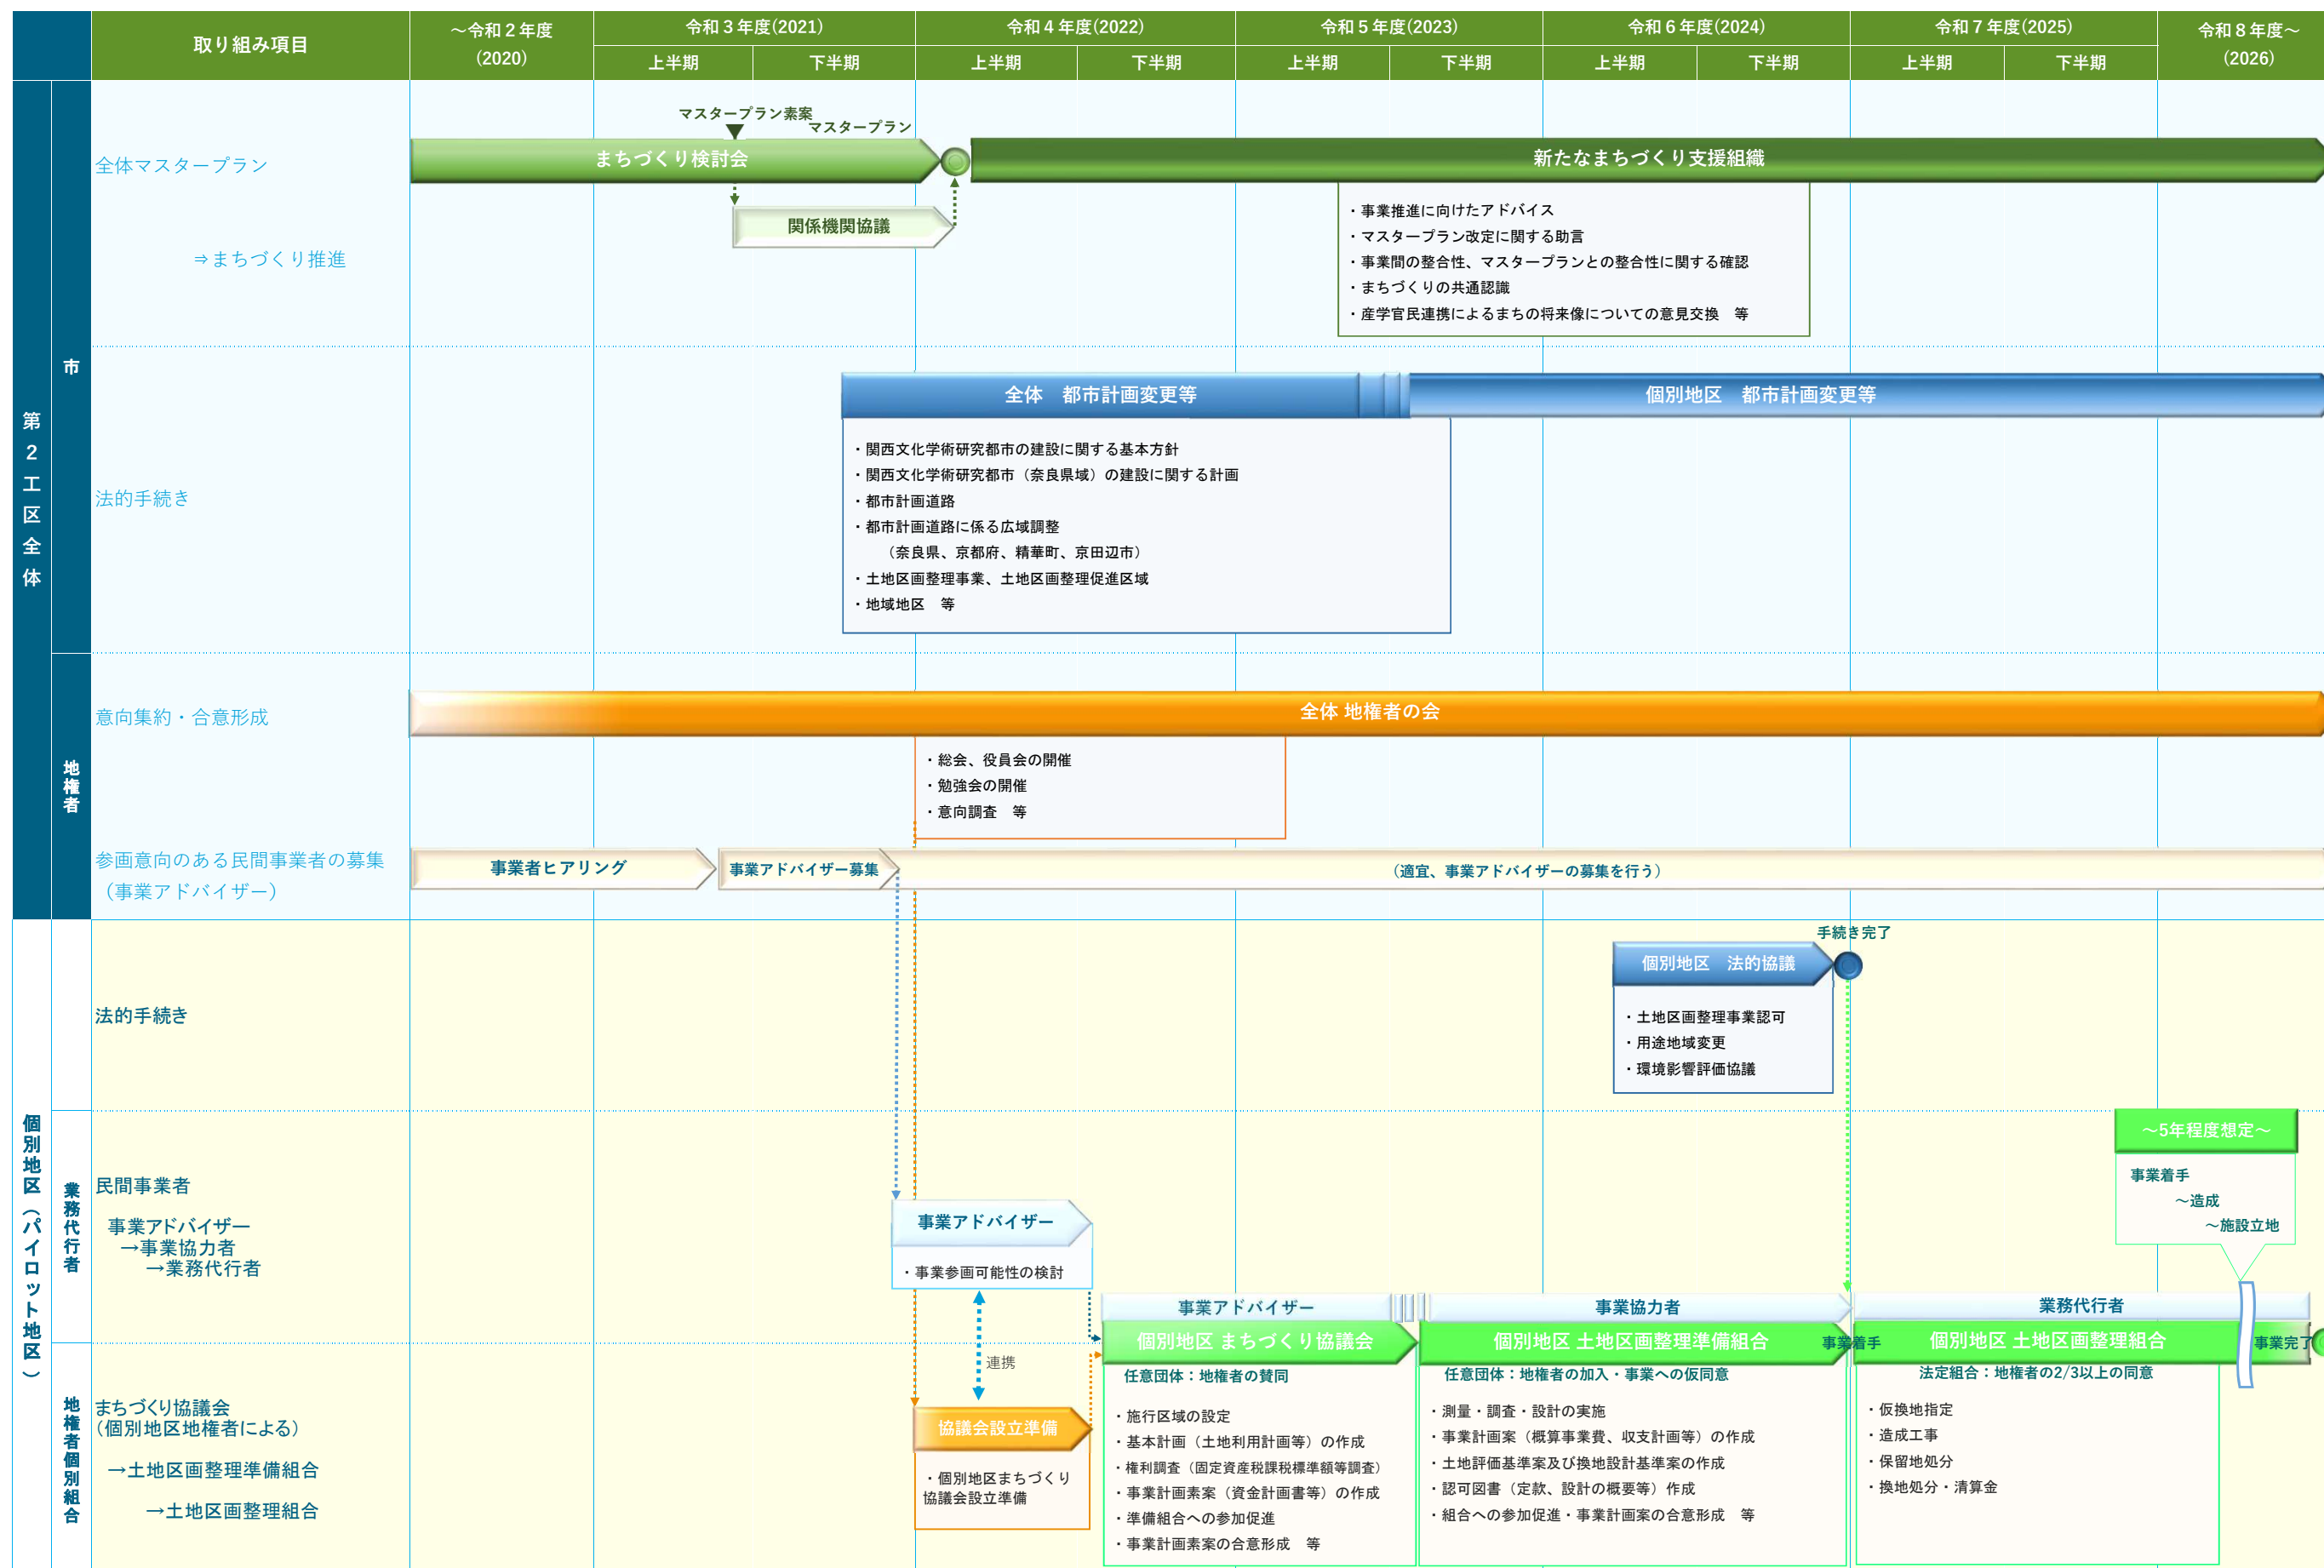 取り組み項目
～令和２年度
(2020)
令和３年度(2021)
令和４年度(2022)
令和５年度(2023)
令和６年度(2024)
令和７年度(2025)
令和８年度～
(2026)
上半期
下半期
上半期
下半期
上半期
下半期
上半期
下半期
上半期
下半期
第２工区全体
市
全体マスタープラン
⇒まちづくり推進
マスタープラン素案
マスタープラン
まちづくり検討会
新たなまちづくり支援組織
関係機関協議
・事業推進に向けたアドバイス
・マスタープラン改定に関する助言
・事業間の整合性、マスタープランとの整合性に関する確認
・まちづくりの共通認識
・産学官民連携によるまちの将来像についての意見交換　等
法的手続き
全体　都市計画変更等
個別地区　都市計画変更等
・関西文化学術研究都市の建設に関する基本方針
・関西文化学術研究都市（奈良県域）の建設に関する計画
・都市計画道路
・都市計画道路に係る広域調整
（奈良県、京都府、精華町、京田辺市）
・土地区画整理事業、土地区画整理促進区域
・地域地区　等
地権者
意向集約・合意形成
全体 地権者の会
・総会、役員会の開催
・勉強会の開催
・意向調査　等
参画意向のある民間事業者の募集
（事業アドバイザー）
事業者ヒアリング
事業アドバイザー募集
（適宜、事業アドバイザーの募集を行う）
個別地区（パイロット地区）
法的手続き
手続き完了
個別地区　法的協議
・土地区画整理事業認可
・用途地域変更
・環境影響評価協議
業務代行者
民間事業者
事業アドバイザー
→事業協力者
→業務代行者
～5年程度想定～
事業着手
～造成
～施設立地
事業アドバイザー
・事業参画可能性の検討
連携
事業アドバイザー
事業協力者
業務代行者
個別地区 まちづくり協議会
個別地区 土地区画整理準備組合
事業着手
個別地区 土地区画整理組合
事業完了
地権者個別組合
まちづくり協議会
（個別地区地権者による）
→土地区画整理準備組合
→土地区画整理組合
協議会設立準備
・個別地区まちづくり
協議会設立準備
任意団体：地権者の賛同
・施行区域の設定
・基本計画（土地利用計画等）の作成
・権利調査（固定資産税課税標準額等調査）
・事業計画素案（資金計画書等）の作成
・準備組合への参加促進
・事業計画素案の合意形成　等
任意団体：地権者の加入・事業への仮同意
・測量・調査・設計の実施
・事業計画案（概算事業費、収支計画等）の作成
・土地評価基準案及び換地設計基準案の作成
・認可図書（定款、設計の概要等）作成
・組合への参加促進・事業計画案の合意形成　等
法定組合：地権者の2/3以上の同意
・仮換地指定
・造成工事
・保留地処分
・換地処分・清算金